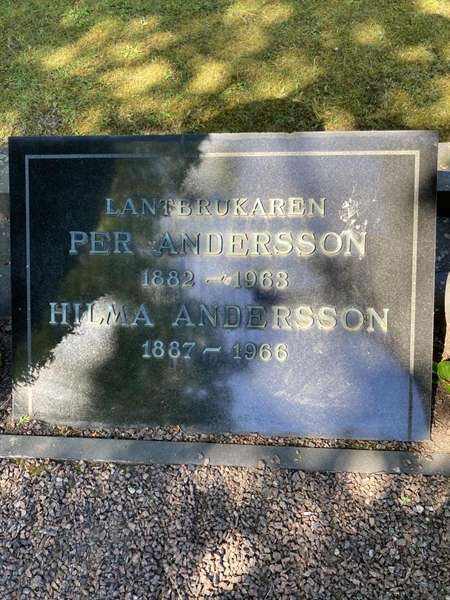 LANTBRUKAREN
PER ANDERSSON
1882 – 1963
HILMA ANDERSSON
1887 – 1966